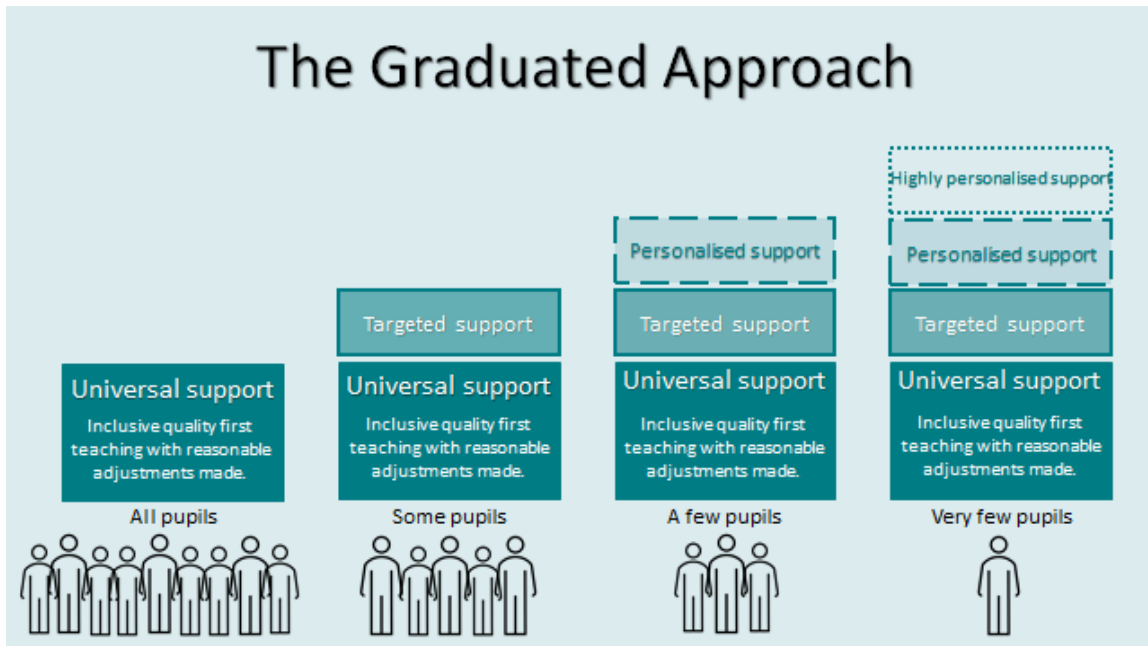 The Graduated Approach
Highly personalised support
Personalised support
Personalised support
Targeted support
Targeted support
Targeted support
Universal support
Inclusive quality first
teaching with reasonable
adjustments made.
All pupils
Universal support
Inclusive quality first
teaching with reasonable
adjustments made.
Some pupils
Universal support
Inclusive quality first
teaching with reasonable
adjustments made.
A few pupils
Universal support
Inclusive quality first
teaching with reasonable
adjustments made.
Very few pupils